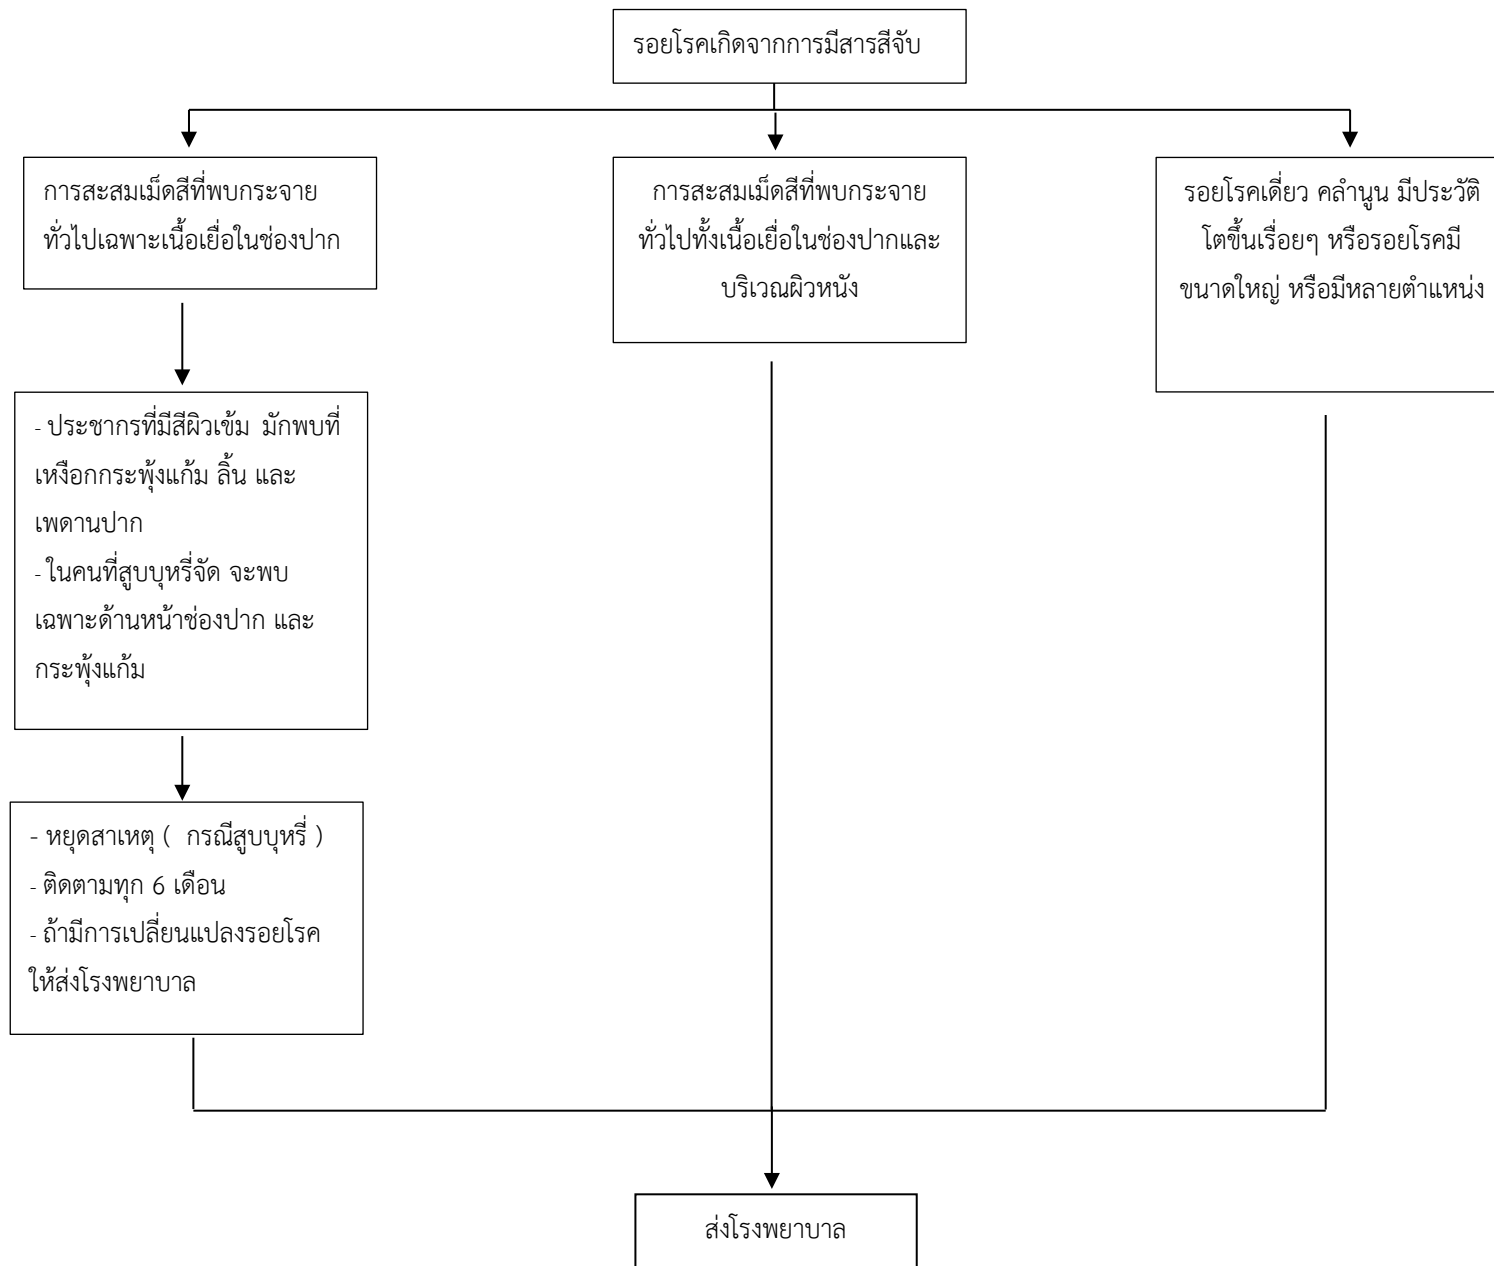 รอยโรคเกิดจากการมีสารสีจับ
การสะสมเม็ดสีที่พบกระจาย
ทั่วไปเฉพาะเนื้อเยื่อในช่องปาก
การสะสมเม็ดสีที่พบกระจาย
ทั่วไปทั้งเนื้อเยื่อในช่องปากและ
บริเวณผิวหนัง
รอยโรคเดี่ยว คลำนูน มีประวัติ
โตขึ้นเรื่อยๆ หรือรอยโรคมี
ขนาดใหญ่ หรือมีหลายตำแหน่ง
- ประชากรที่มีสีผิวเข้ม มักพบที่
เหงือกกระพุ้งแก้ม ลิ้น และ
เพดานปาก
- ในคนที่สูบบุหรี่จัด จะพบ
เฉพาะด้านหน้าช่องปาก และ
กระพุ้งแก้ม
- หยุดสาเหตุ ( กรณีสูบบุหรี่ )
- ติดตามทุก 6 เดือน
- ถ้ามีการเปลี่ยนแปลงรอยโรค
ให้ส่งโรงพยาบาล
ส่งโรงพยาบาล